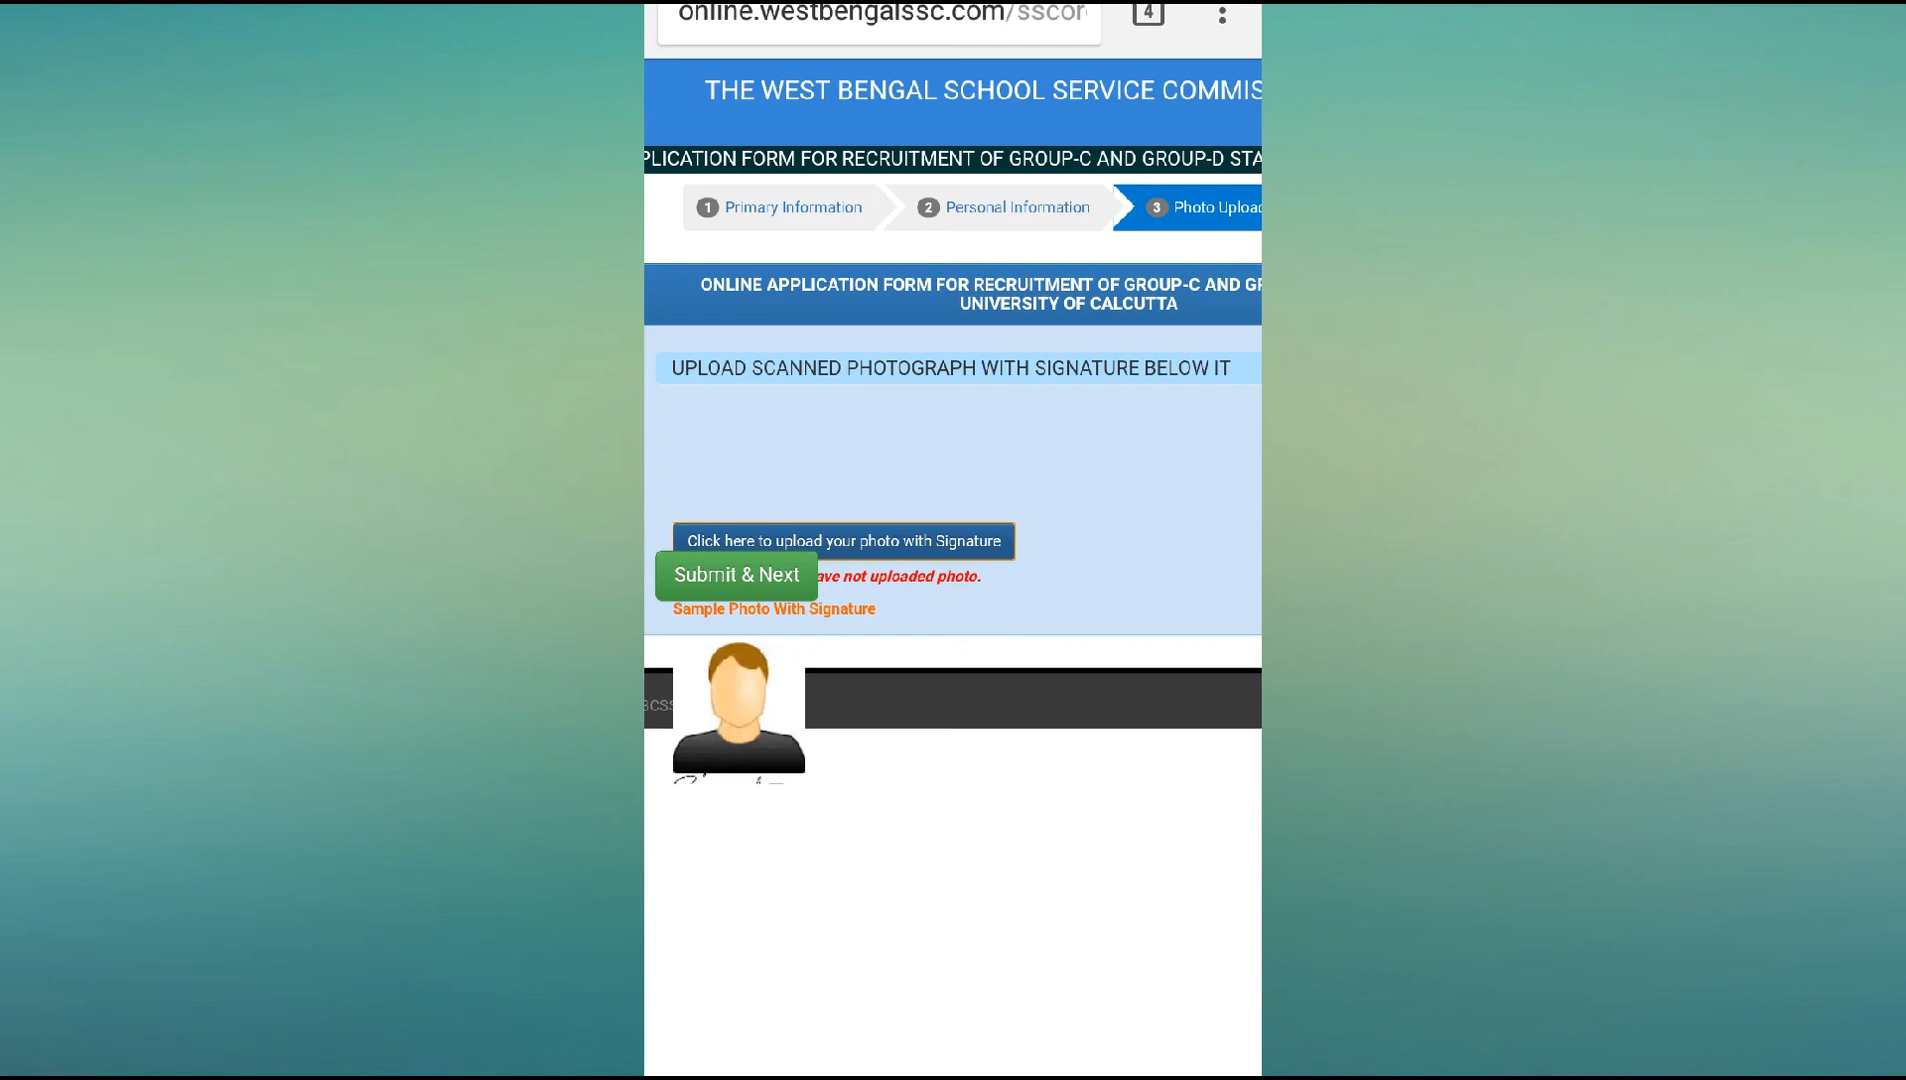 online.westbengalssc.com/sscor
4
THE WEST BENGAL SCHOOL SERVICE COMMIS
PLICATION FORM FOR RECRUITMENT OF GROUP-C AND GROUP-D STA
1 Primary Information
2 Personal Information
3 Photo Upload
ONLINE APPLICATION FORM FOR RECRUITMENT OF GROUP-C AND GR
UNIVERSITY OF CALCUTTA
UPLOAD SCANNED PHOTOGRAPH WITH SIGNATURE BELOW IT
Click here to upload your photo with Signature
Submit & Next
ave not uploaded photo.
Sample Photo With Signature
BCSS